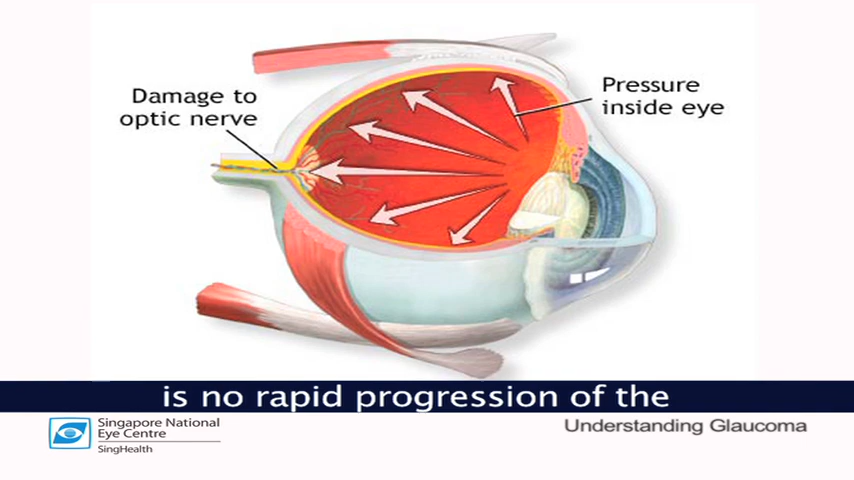 Damage to
optic nerve
Pressure
inside eye
is no rapid progression of the
Singapore National
Eye Centre
SingHealth
Understanding Glaucoma